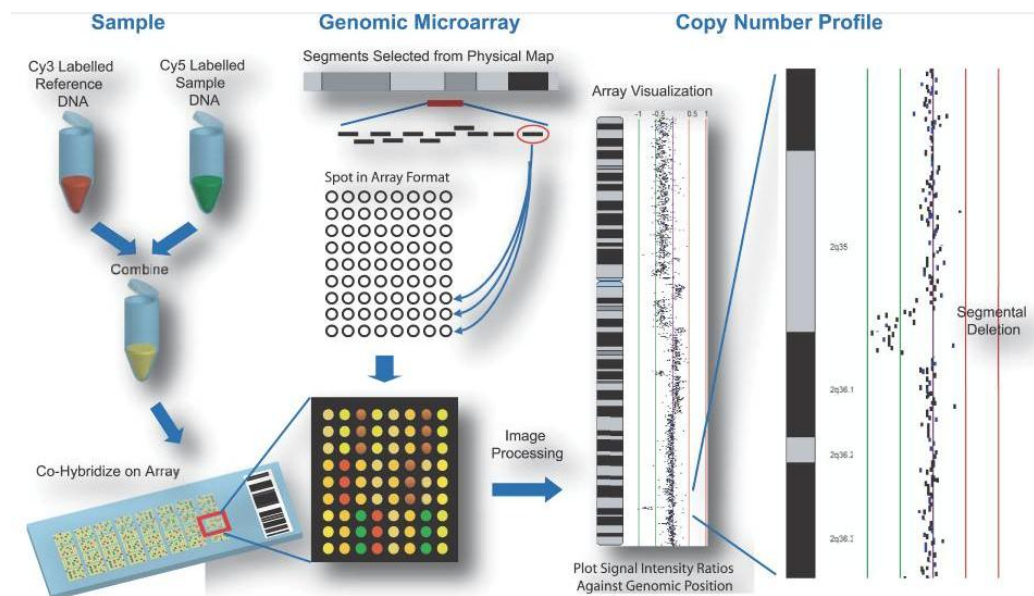 Sample
Genomic Microarray
Copy Number Profile
Cy3 Labelled
Reference
DNA
Cy5 Labelled
Sample
DNA
Combine
Co-Hybridize on Array
Segments Selected from Physical Map
Spot in Array Format
Image
Processing
Array Visualization
-1 -0.5 0.5 1
Plot Signal Intensity Ratios
Against Genomic Position
2q35
2q36.1
2q36.2
Segmental
Deletion